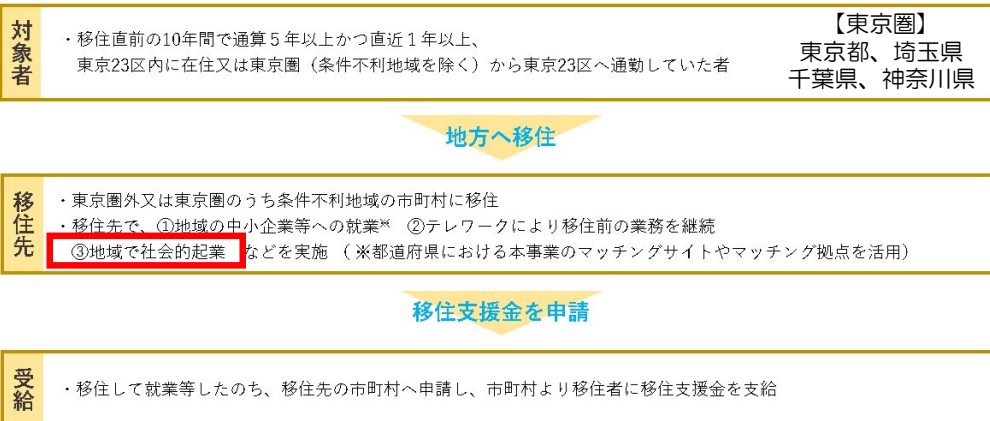 対象者
・移住直前の10年間で通算５年以上かつ直近１年以上、
東京23区内に在住又は東京圏（条件不利地域を除く）から東京23区へ通勤していた者
【東京圏】
東京都、埼玉県
千葉県、神奈川県
地方へ移住
移住先
・東京圏外又は東京圏のうち条件不利地域の市町村に移住
・移住先で、①地域の中小企業等への就業※　②テレワークにより移住前の業務を継続
③地域で社会的起業　などを実施　（※都道府県における本事業のマッチングサイトやマッチング拠点を活用）
移住支援金を申請
受給
・移住して就業等したのち、移住先の市町村へ申請し、市町村より移住者に移住支援金を支給